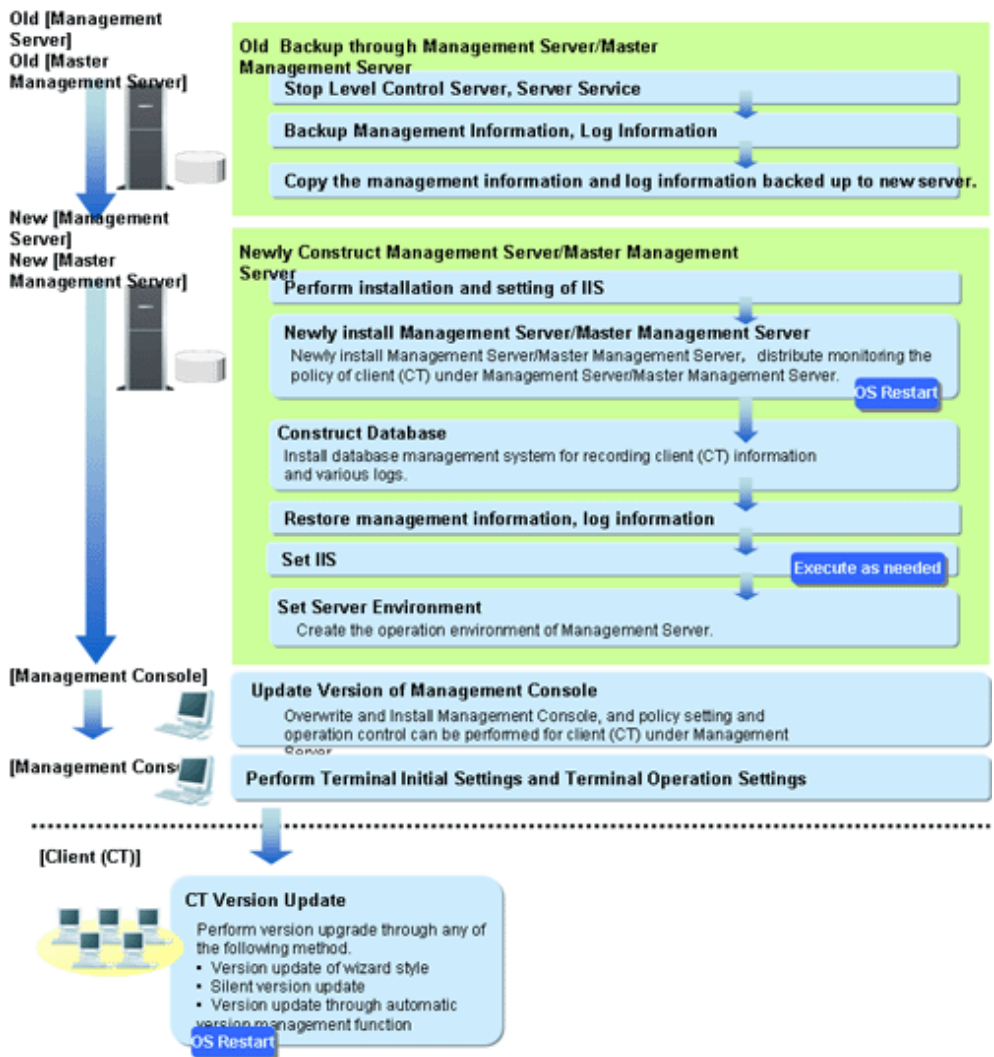 Old [Management
Server]
Old [Master
Management Server]
Old  Backup through Management Server/Master
Management Server
Stop Level Control Server, Server Service
Backup Management Information, Log Information
Copy the management information and log information backed up to new server.
New [Management
Server]
New [Master
Management Server]
Newly Construct Management Server/Master Management
Server
Perform installation and setting of IIS
Newly install Management Server/Master Management Server
Newly install Management Server/Master Management Server, distribute monitoring the
policy of client (CT) under Management Server/Master Management Server.
OS Restart
Construct Database
Install database management system for recording client (CT) information
and various logs.
Restore management information, log information
Set IIS
Execute as needed
Set Server Environment
Create the operation environment of Management Server.
[Management Console]
Update Version of Management Console
Overwrite and Install Management Console, and policy setting and
operation control can be performed for client (CT) under Management
Server
[Management Cons
Perform Terminal Initial Settings and Terminal Operation Settings
[Client (CT)]
CT Version Update
Perform version upgrade through any of
the following method.
▪ Version update of wizard style
▪ Silent version update
▪ Version update through automatic
version management function
OS Restart